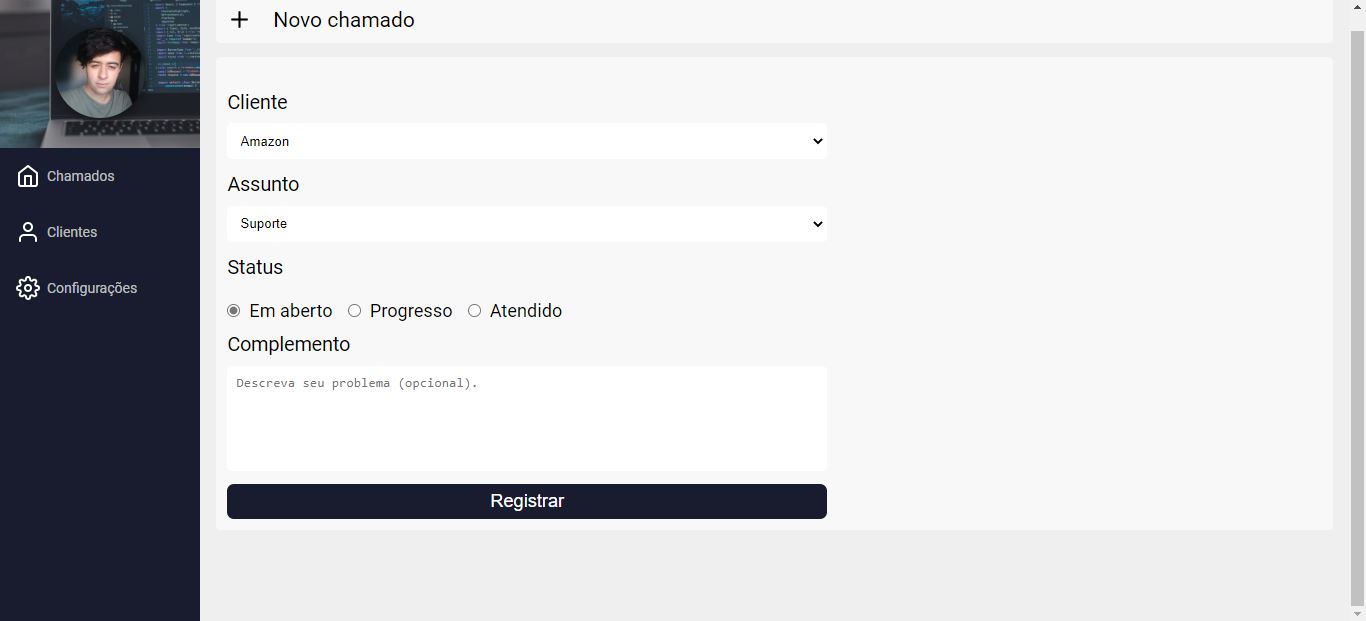 Novo chamado
Chamados
Clientes
Configurações
Cliente
Amazon
Assunto
Suporte
Status
Em aberto Progresso Atendido
Complemento
Descreva seu problema (opcional).
Registrar